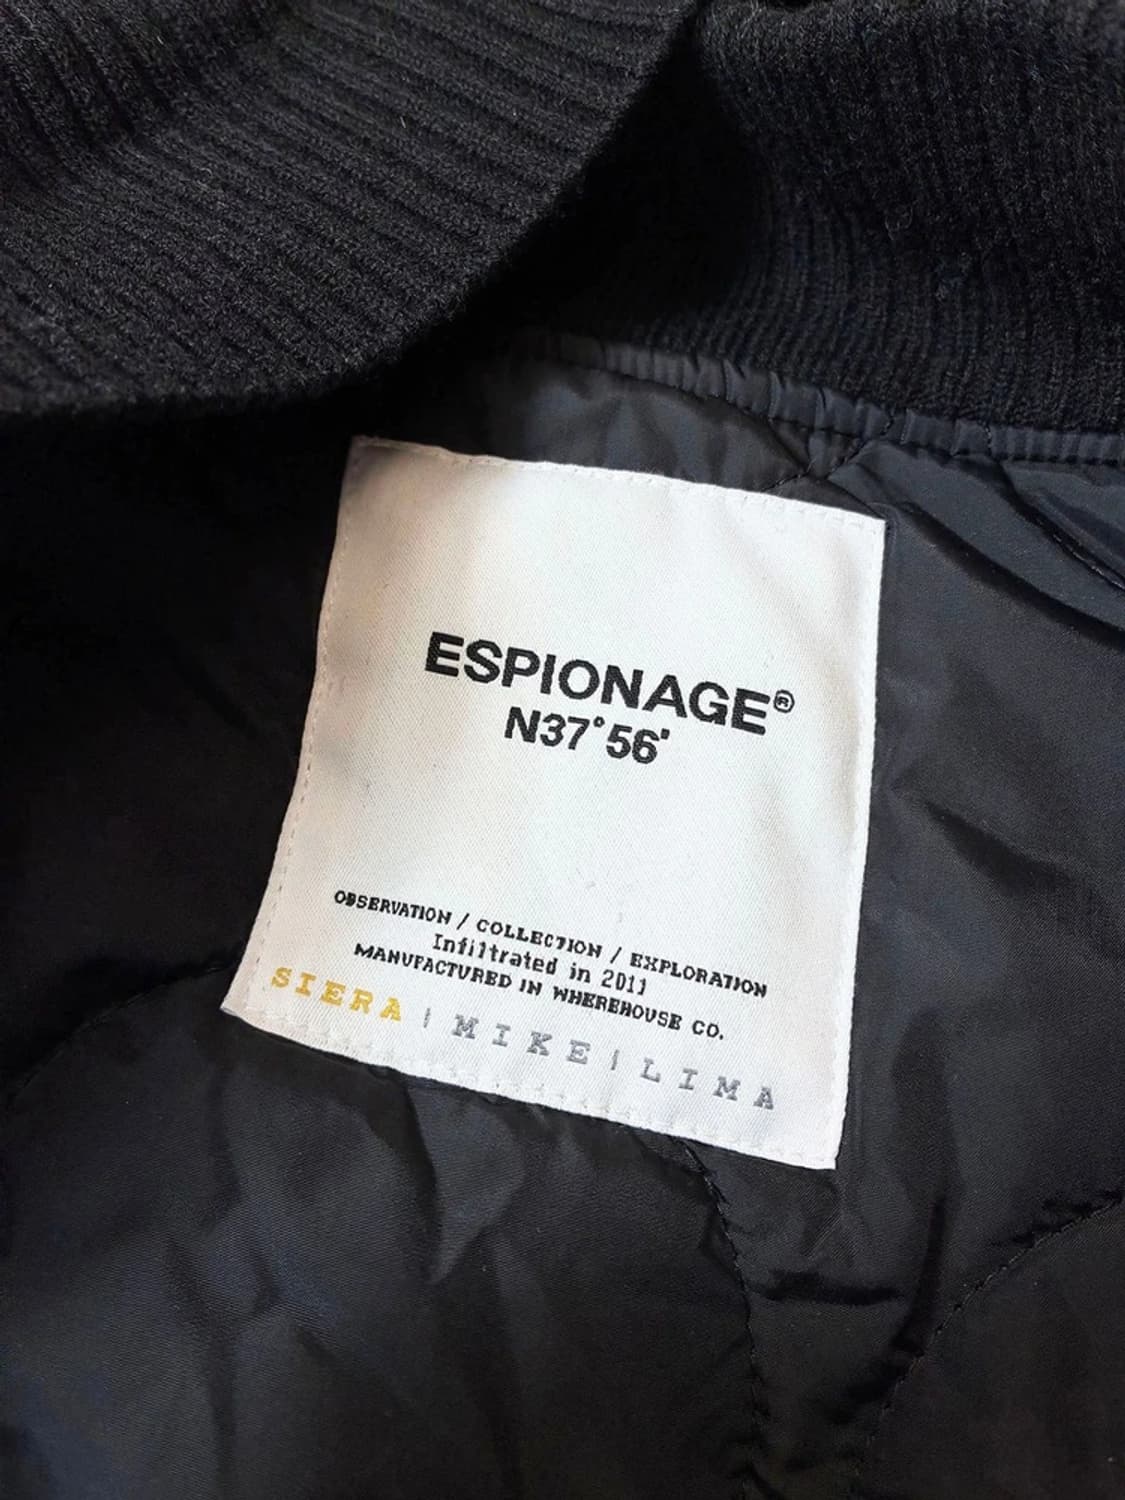 ESPIONAGE®
N37°56'
OBSERVATION / COLLECTION / EXPLORATION
Infiltrated in 2011
MANUFACTURED IN WHEREHOUSE CO.
SIERA | MIKE | LIMA